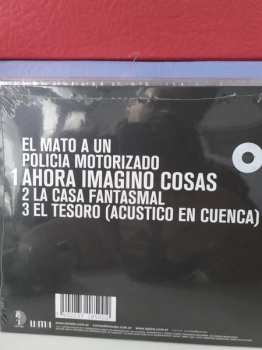 EL MATO A UN
POLICIA MOTORIZADO
1 AHORA IMAGINO COSAS
2 LA CASA FANTASMAL
3 EL TESORO (ACUSTICO EN CUENCA)